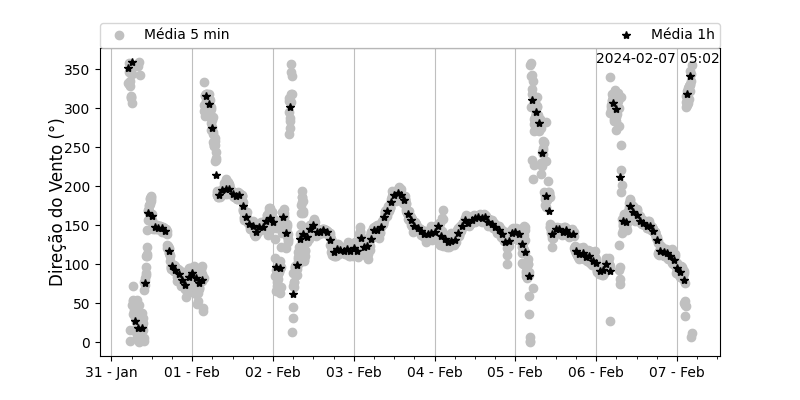 Média 5 min
Média 1h
2024-02-07 05:02
Direção do Vento (°)
350
300
250
200
150
100
50
0
31 - Jan
01 - Feb
02 - Feb
03 - Feb
04 - Feb
05 - Feb
06 - Feb
07 - Feb